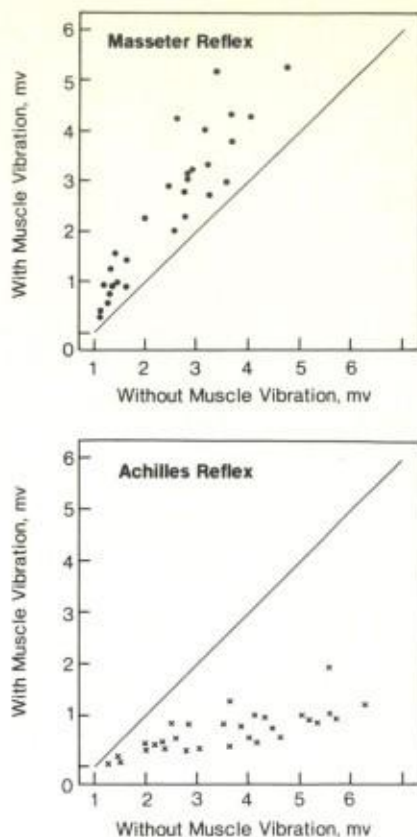 6
Masseter Reflex
5
4
3
2
1
0
With Muscle Vibration, mv
1 2 3 4 5 6
Without Muscle Vibration, mv
6
Achilles Reflex
5
4
3
2
1
0
With Muscle Vibration, mv
1 2 3 4 5 6
Without Muscle Vibration, mv